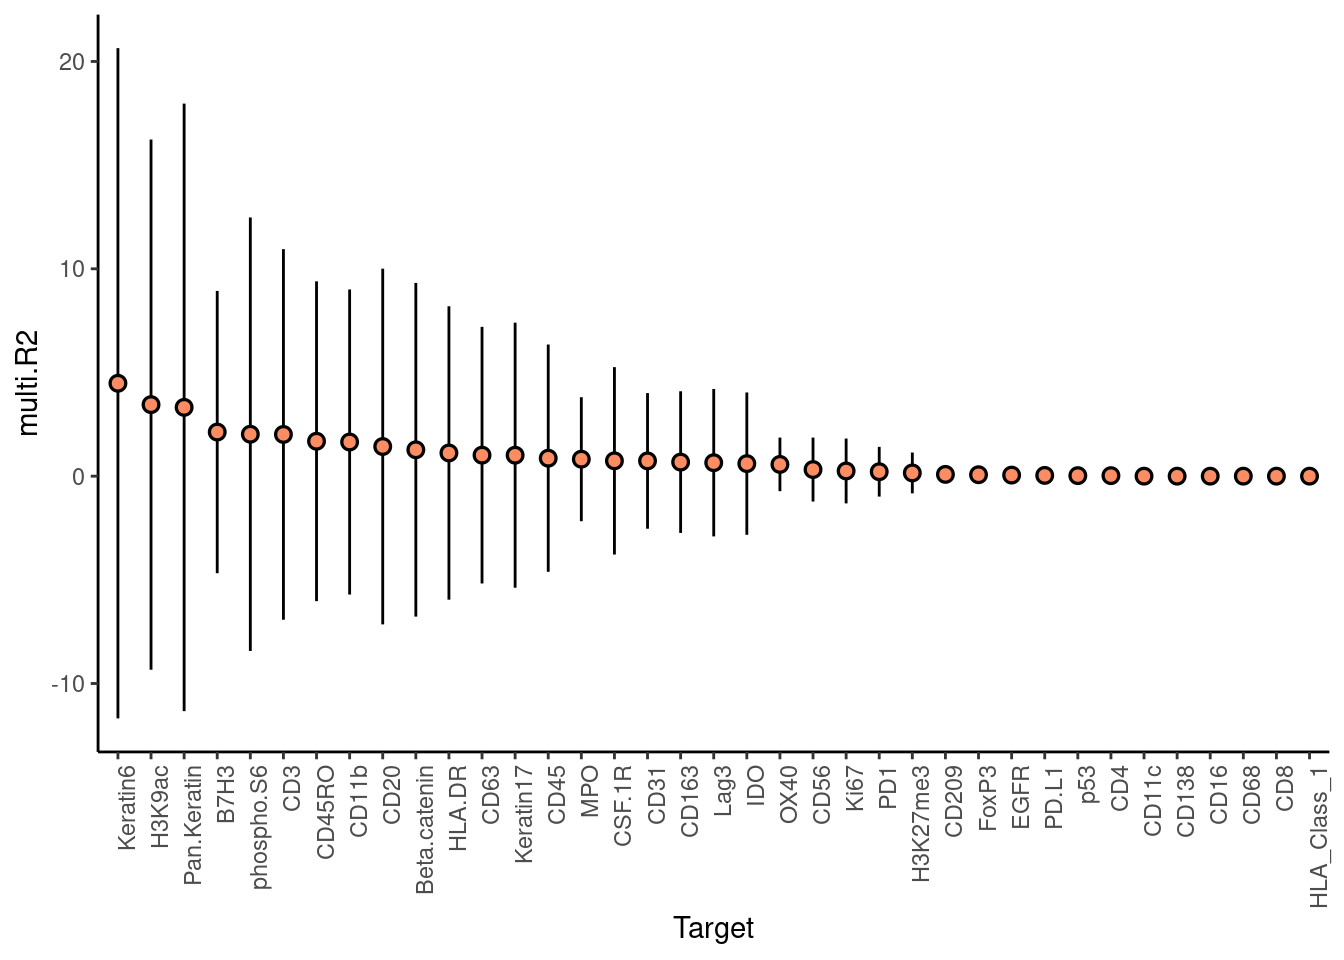 20
10
0
-10
multi.R2
Keratin6
H3K9ac
Pan.Keratin
B7H3
phospho.S6
CD3
CD45RO
CD11b
CD20
Beta.catenin
HLA.DR
CD63
Keratin17
CD45
MPO
CSF.1R
CD31
CD163
Lag3
IDO
OX40
CD56
Ki67
PD1
H3K27me3
CD209
FoxP3
EGFR
PD.L1
p53
CD4
CD11c
CD138
CD16
CD68
CD8
HLA_Class_1
Target